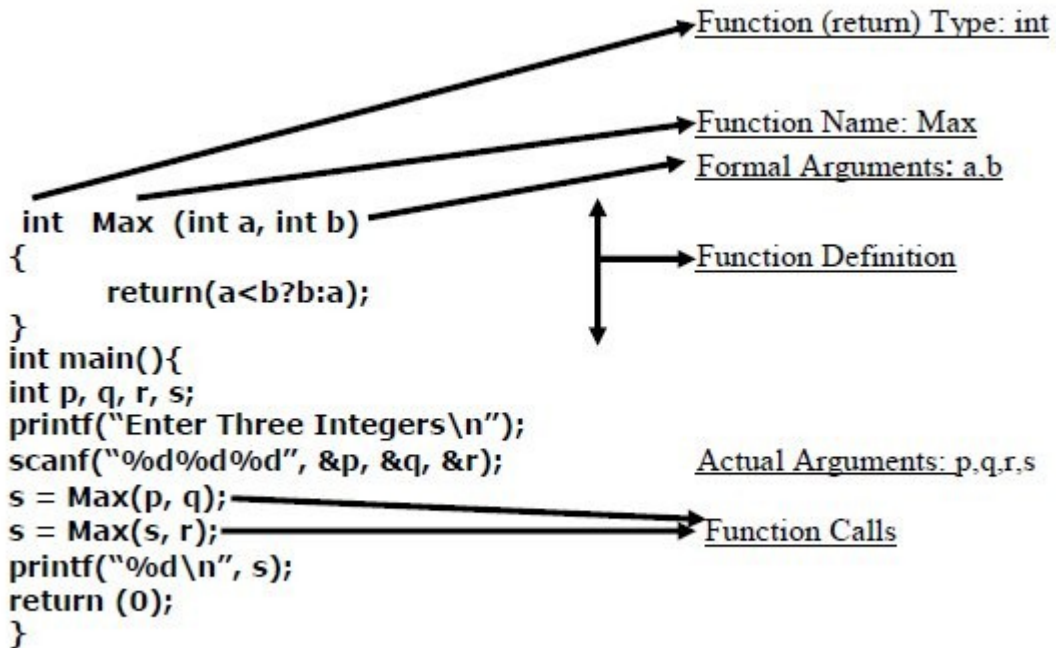 Function (return) Type: int
Function Name: Max
Formal Arguments: a,b
int Max (int a, int b)
{
Function Definition
return(a<b?b:a);
}
int main(){
int p, q, r, s;
printf(“Enter Three Integers\n”);
scanf(“%d%d%d”, &p, &q, &r);
Actual Arguments: p,q,r,s
s = Max(p, q);
s = Max(s, r);
Function Calls
printf(“%d\n”, s);
return (0);
}